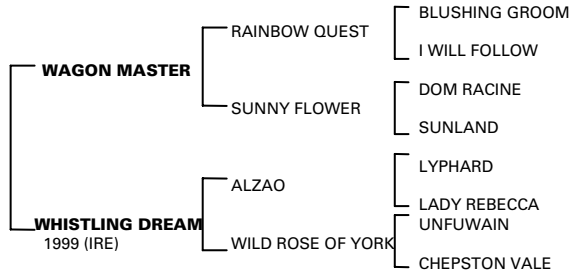 BLUSHING GROOM
RAINBOW QUEST
I WILL FOLLOW
WAGON MASTER
DOM RACINE
SUNNY FLOWER
SUNLAND
LYPHARD
ALZAO
LADY REBECCA
WHISTLING DREAM
UNFUWAIN
1999 (IRE)
WILD ROSE OF YORK
CHEPSTON VALE